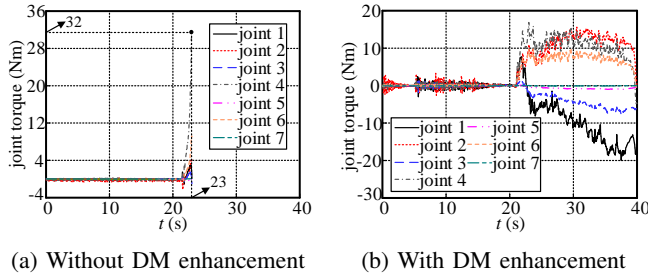 32
36
28
20
12
4
-4
joint torque (Nm)
joint 1
joint 2
joint 3
joint 4
joint 5
joint 6
joint 7
23
0 10 20 30 40
t (s)
(a) Without DM enhancement
30
20
10
0
-10
-20
-30
joint torque (Nm)
joint 1 joint 5
joint 2 joint 6
joint 3 joint 7
joint 4
0 10 20 30 40
t (s)
(b) With DM enhancement